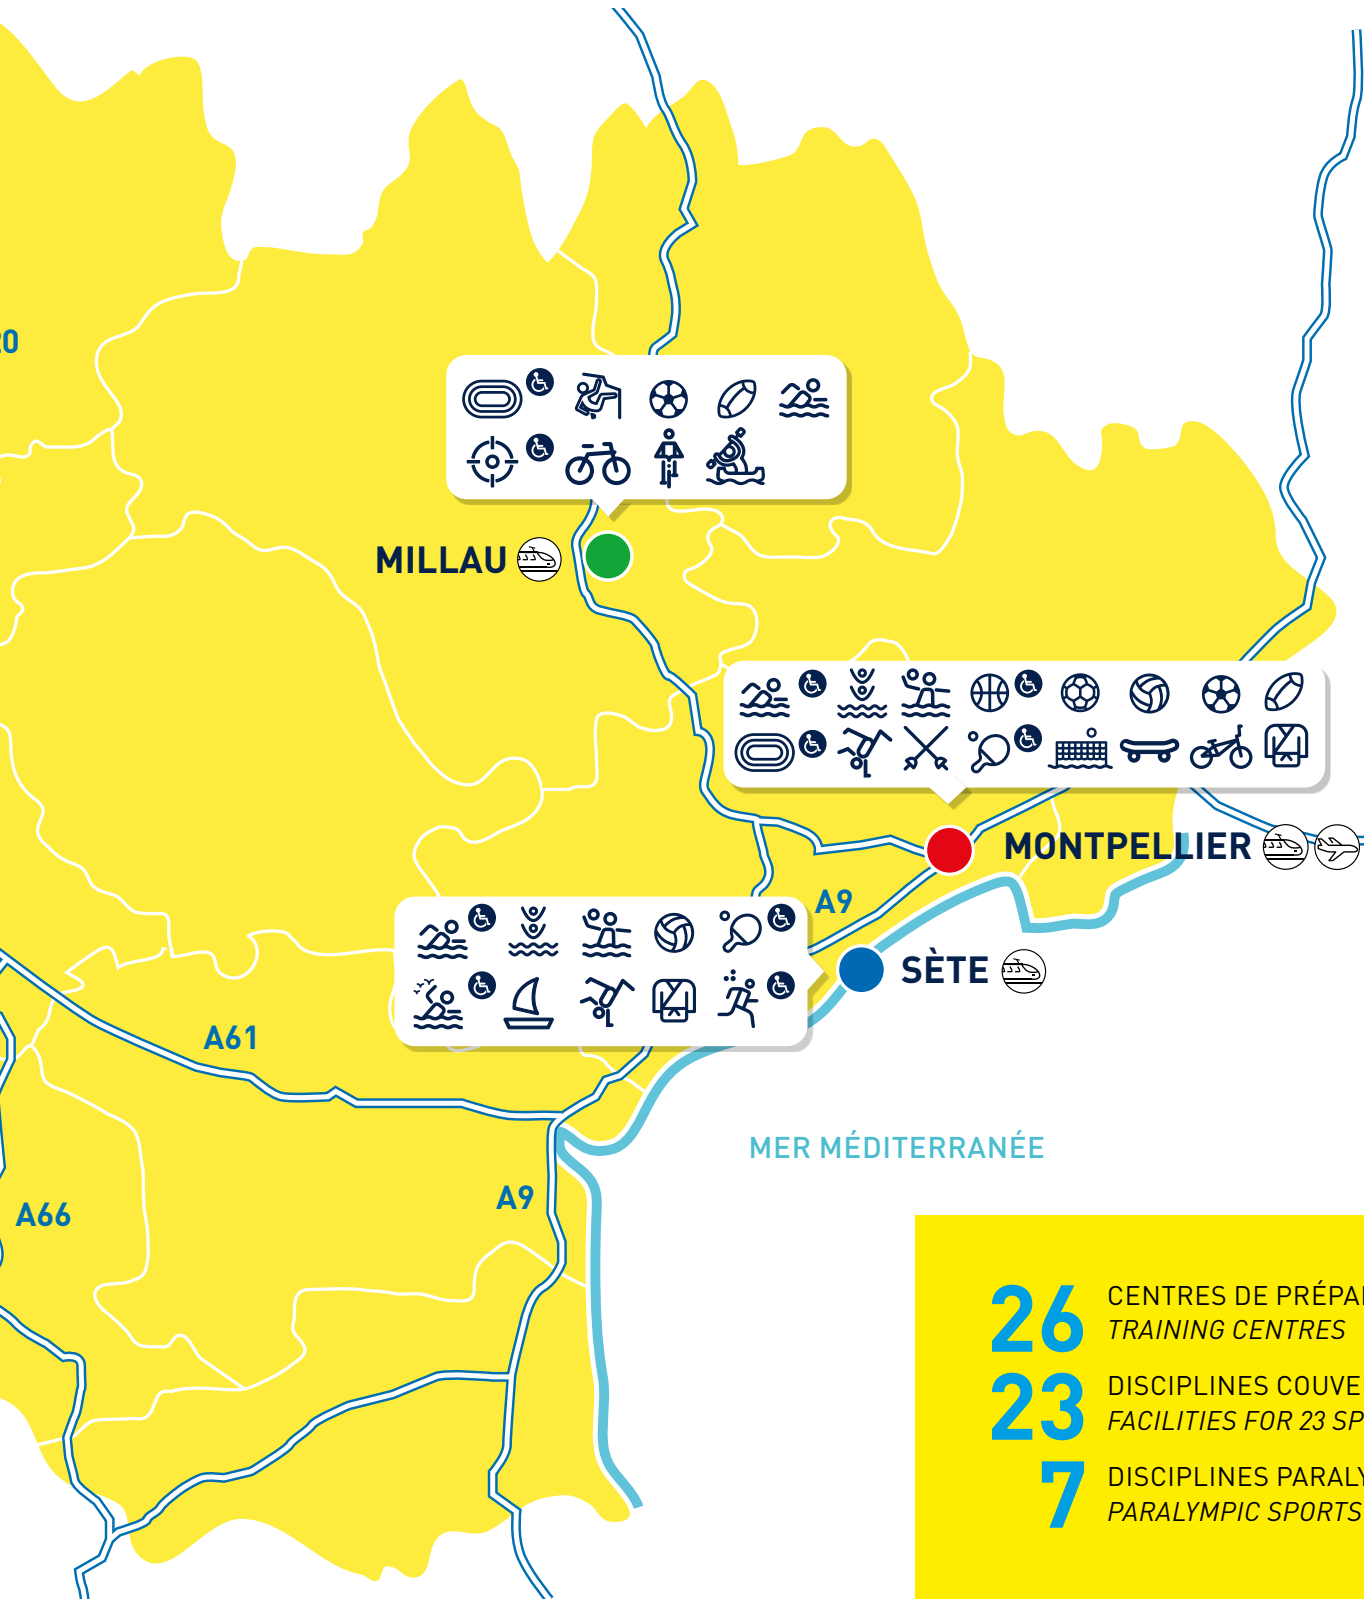 20
MILLAU
MONTPELLIER
A9
SÈTE
A61
MER MÉDITERRANÉE
A9
A66
26 CENTRES DE PRÉPA
TRAINING CENTRES
23 DISCIPLINES COUVE
FACILITIES FOR 23 SP
7 DISCIPLINES PARALY
PARALYMPIC SPORTS